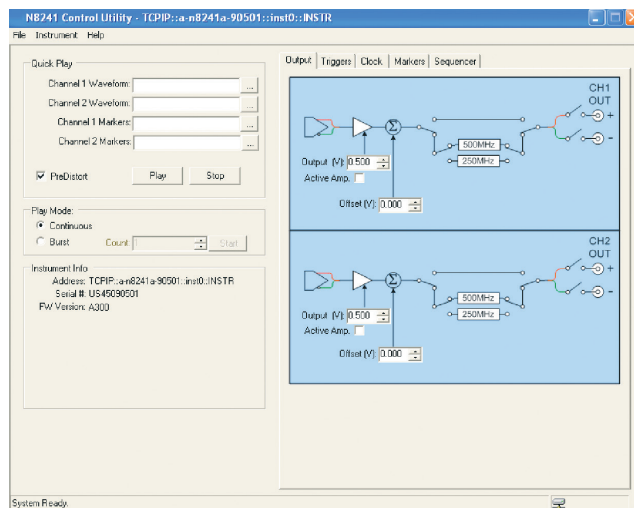 N8241 Control Utility - TCPIP::a-n8241a-90501::inst0::INSTR
File Instrument Help
Quick Play
Channel 1 Waveform: ...
Channel 2 Waveform: ...
Channel 1 Markers: ...
Channel 2 Markers: ...
PreDistort Play Stop
Play Mode:
Continuous
Burst Count 1 Start
Instrument Info
Address: TCPIP::a-n8241a-90501::inst0::INSTR
Serial #: US45090501
FW Version: A300
Output Triggers Clock Markers Sequencer
CH1
OUT
+
-
Σ
500MHz
250MHz
Output (V): 0.500
Active Amp.
Offset (V): 0.000
CH2
OUT
+
-
Σ
500MHz
250MHz
Output (V): 0.500
Active Amp.
Offset (V): 0.000
System Ready.